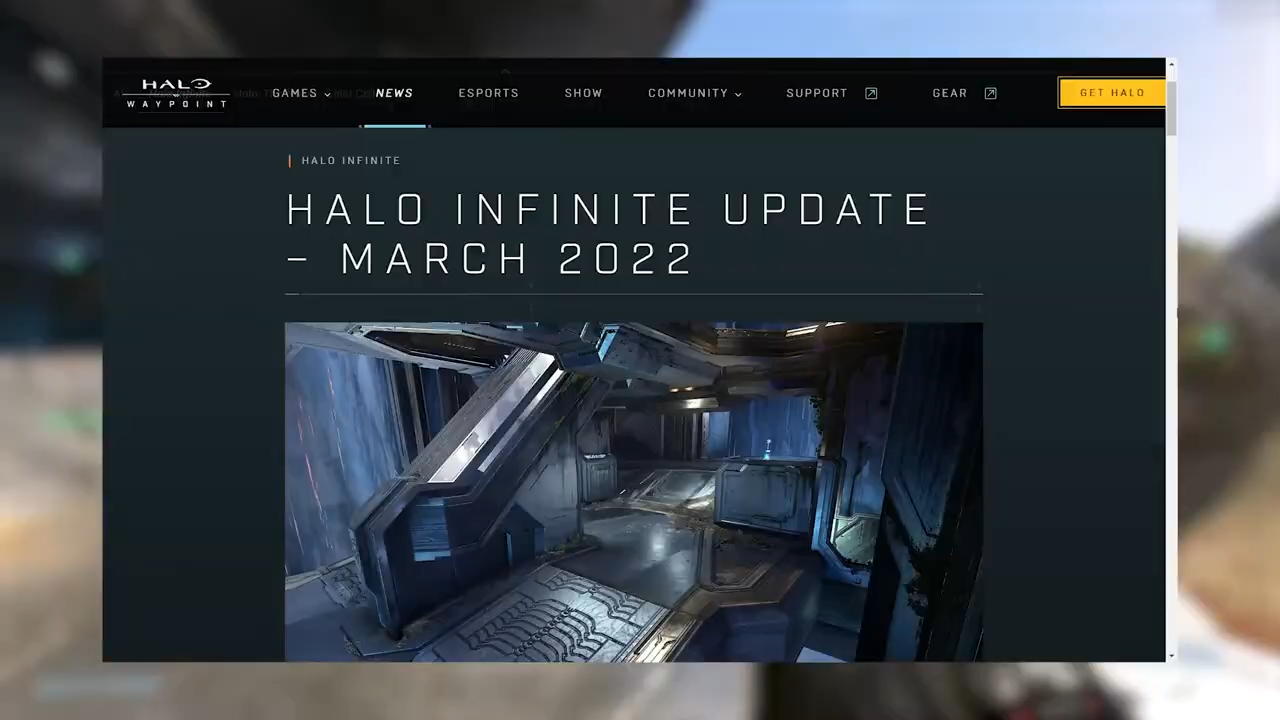 HALO
WAYPOINT
GAMES
NEWS
ESPORTS
SHOW
COMMUNITY
SUPPORT
GEAR
GET HALO
HALO INFINITE
HALO INFINITE UPDATE
– MARCH 2022